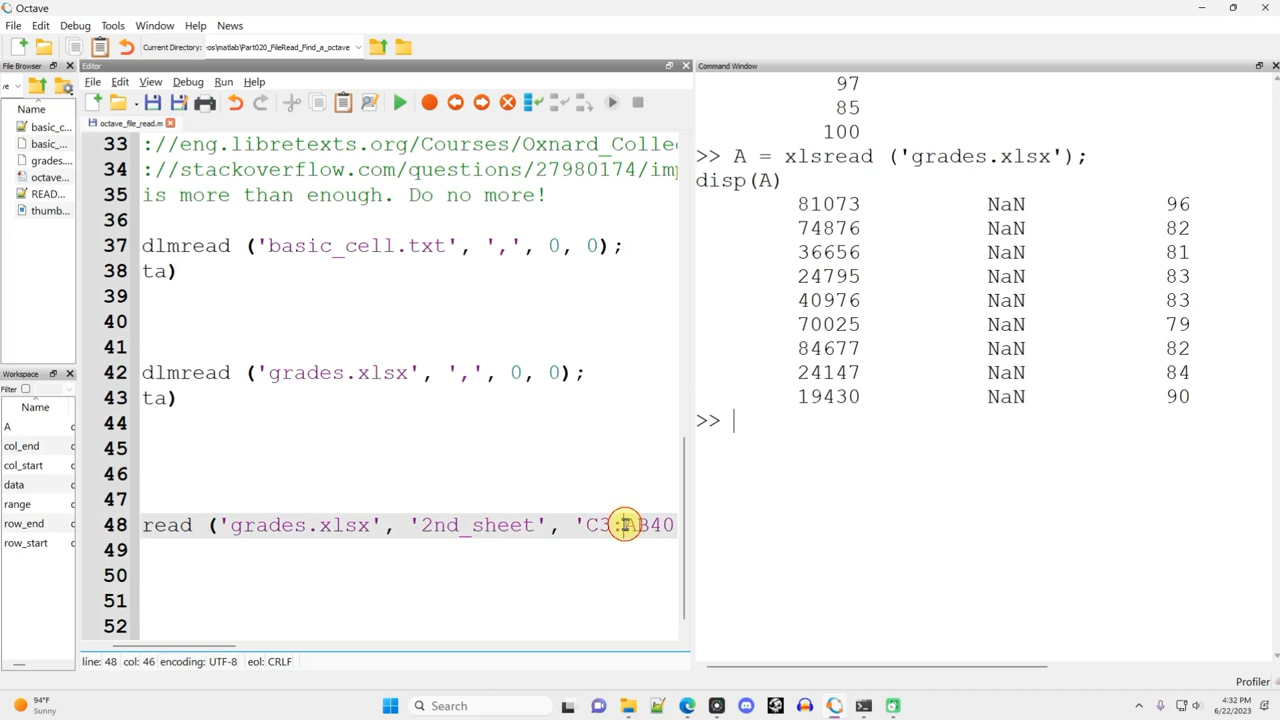 Octave
File Edit Debug Tools Window Help News
Current Directory: eos\matlab\Part020_FileRead_Find_a_octave
File Browser
Editor
Command Window
File Edit View Debug Run Help
Name
octave_file_read.m
basic_c...
basic_...
grades....
octave...
READ...
thumb...
33 ://eng.libretexts.org/Courses/Oxnard_Collec
34 ://stackoverflow.com/questions/27980174/imp
35 is more than enough. Do no more!
36
37 dlmread ('basic_cell.txt', ',', 0, 0);
38 ta)
39
40
41
42 dlmread ('grades.xlsx', ',', 0, 0);
43 ta)
44
45
46
47
48 read ('grades.xlsx', '2nd_sheet', 'C3:AB40
49
50
51
52
Workspace
Filter
Name
A
col_end
col_start
data
range
row_end
row_start
97
85
100
>> A = xlsread ('grades.xlsx');
disp(A)
81073 NaN 96
74876 NaN 82
36656 NaN 81
24795 NaN 83
40976 NaN 83
70025 NaN 79
84677 NaN 82
24147 NaN 84
19430 NaN 90
>>
line: 48 col: 46 encoding: UTF-8 eol: CRLF
Profiler
94°F
Sunny
Search
4:32 PM
6/22/2023